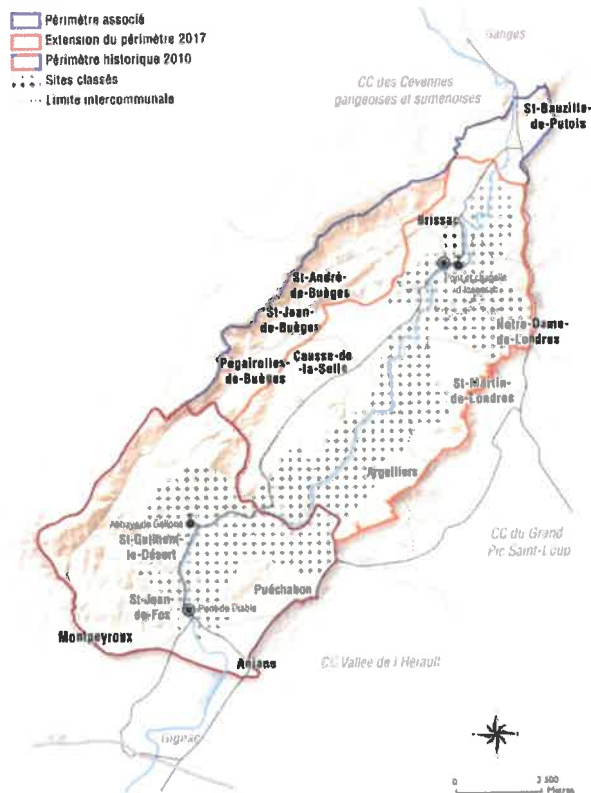 Périmètre associé
Extension du périmètre 2017
Périmètre historique 2010
Sites classés
Limite intercommunale
Ganges
CC des Cévennes
gangeoises et suménoises
St-Bauzille-
de-Putois
Brissac
Pont et chapelle
St-André-
de-Buèges
St-Jean-
de-Buèges
Notre-Dame-
de-Londres
Pégairolles-
de-Buèges
Causse-de-
-la-Selle
St-Martin-
de-Londres
Argelliers
Abbaye de Gellone
St-Guilhem-
le-Désert
CC du Grand
Pic Saint-Loup
Puéchabon
St-Jean-
de-Fos
Pont du Diable
Montpeyroux
Aniane
CC Vallée de l'Hérault
Gignac
0 3 500
Mètres